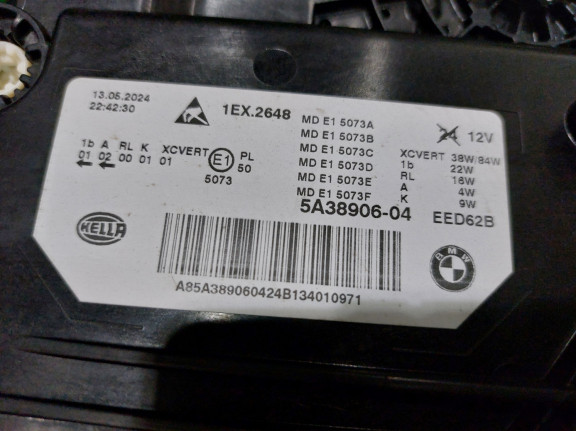 13.05.2024
22:42:30
1EX.2648
MD E1 5073A
MD E1 5073B
MD E1 5073C
MD E1 5073D
MD E1 5073E
MD E1 5073F
24 12V
XCVERT 38W/84W
1b 22W
RL 16W
A 4W
K 9W
1b A RL K XCVERT
01 02 00 01 01
E1
5073
PL
50
5A38906-04
EED62B
HELLA
BMW
A85A389060424B134010971